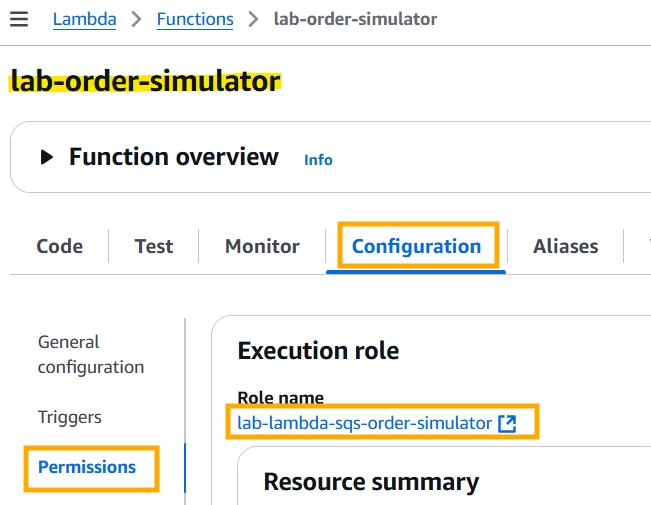 Lambda > Functions > lab-order-simulator
lab-order-simulator
Function overview Info
Code Test Monitor Configuration Aliases
General
configuration
Triggers
Permissions
Execution role
Role name
lab-lambda-sqs-order-simulator
Resource summary